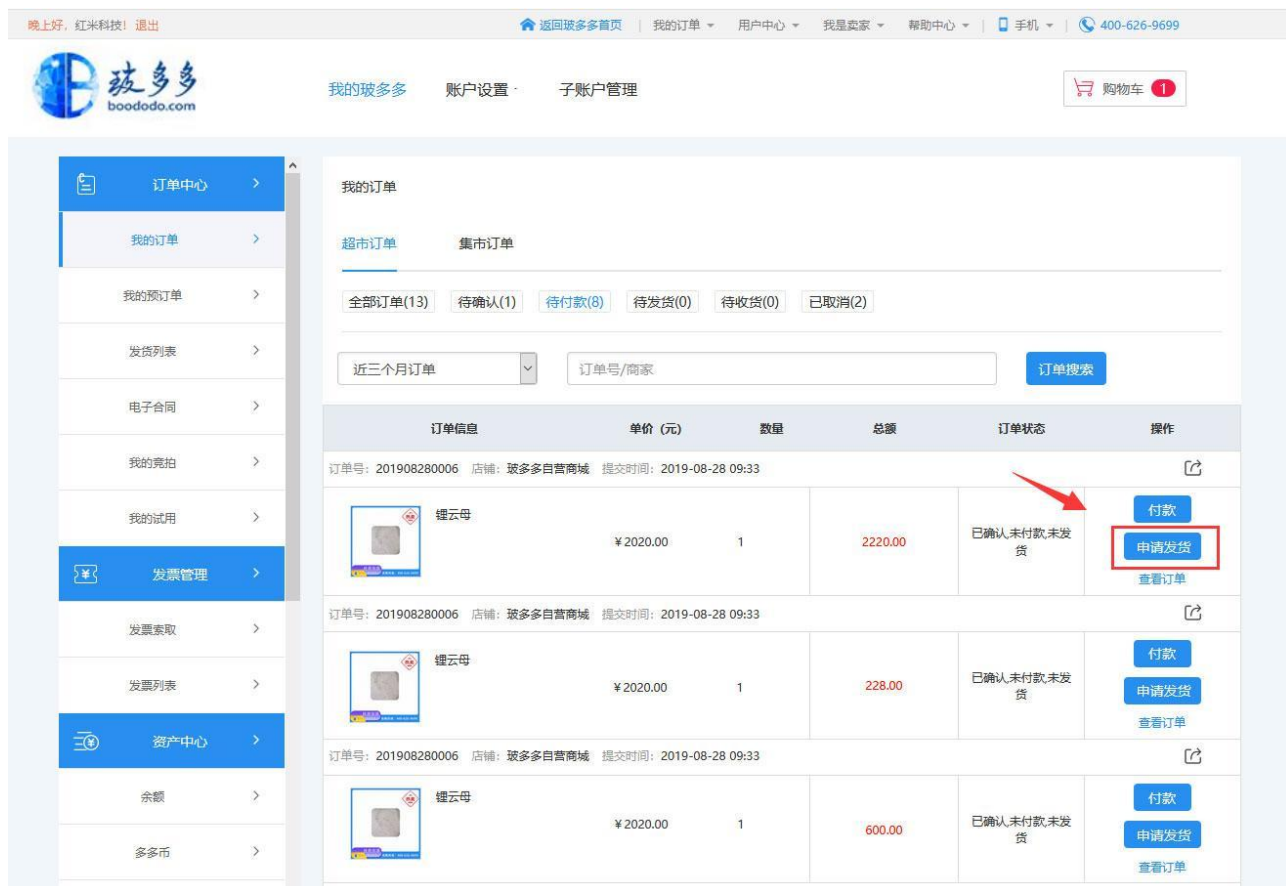 晚上好, 红米科技! 退出
返回玻多多首页 | 我的订单 用户中心 我是卖家 帮助中心 | 手机 | 400-626-9699
玻多多
boododo.com
我的玻多多 账户设置 子账户管理
购物车 1
订单中心
我的订单
我的预订单
发货列表
电子合同
我的竞拍
我的试用
发票管理
发票索取
发票列表
资产中心
余额
多多币
我的订单
超市订单 集市订单
全部订单(13) 待确认(1) 待付款(8) 待发货(0) 待收货(0) 已取消(2)
近三个月订单 订单号/商家 订单搜索
订单信息 单价（元） 数量 总额 订单状态 操作
订单号: 201908280006 店铺: 玻多多自营商城 提交时间: 2019-08-28 09:33
锂云母 ¥2020.00 1 2220.00 已确认,未付款,未发货
付款
申请发货
查看订单
订单号: 201908280006 店铺: 玻多多自营商城 提交时间: 2019-08-28 09:33
锂云母 ¥2020.00 1 228.00 已确认,未付款,未发货
付款
申请发货
查看订单
订单号: 201908280006 店铺: 玻多多自营商城 提交时间: 2019-08-28 09:33
锂云母 ¥2020.00 1 600.00 已确认,未付款,未发货
付款
申请发货
查看订单